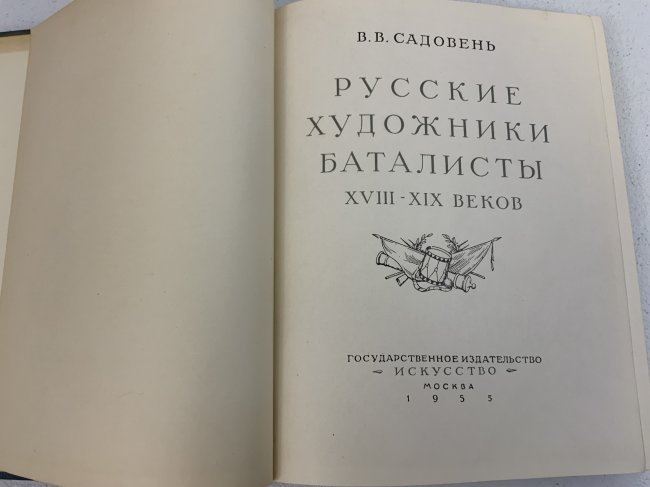 В. В. САДОВЕНЬ
РУССКИЕ
ХУДОЖНИКИ
БАТАЛИСТЫ
XVIII - XIX ВЕКОВ
ГОСУДАРСТВЕННОЕ ИЗДАТЕЛЬСТВО
ИСКУССТВО
МОСКВА
1955